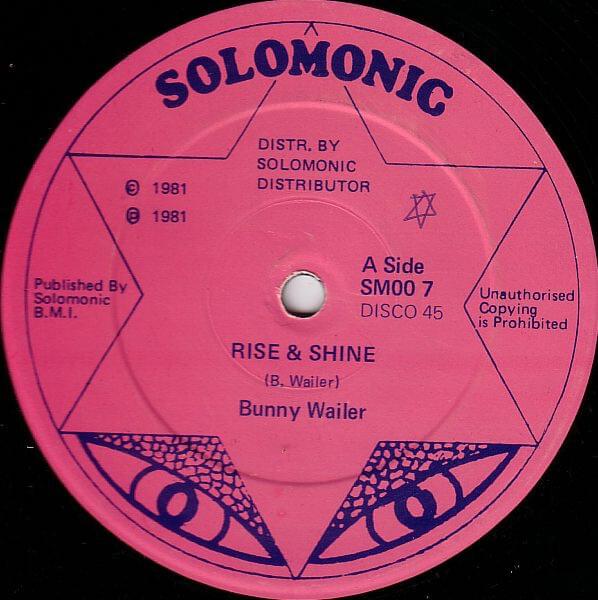 SOLOMONIC
DISTR. BY
SOLOMONIC
DISTRIBUTOR
© 1981
℗ 1981
A Side
SM00 7
DISCO 45
Published By
Solomonic
B.M.I.
Unauthorised
Copying
is Prohibited
RISE & SHINE
(B. Wailer)
Bunny Wailer